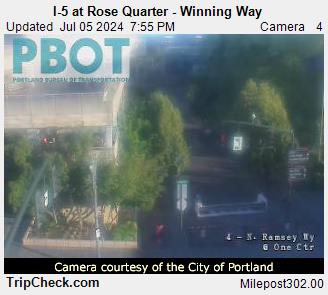 I-5 at Rose Quarter - Winning Way
Updated Jul 05 2024 7:55 PM Camera 4
PBOT
PORTLAND BUREAU OF TRANSPORTATION
4 - N. Ramsey Wy
@ One Ctr
Camera courtesy of the City of Portland
TripCheck.com Milepost302.00